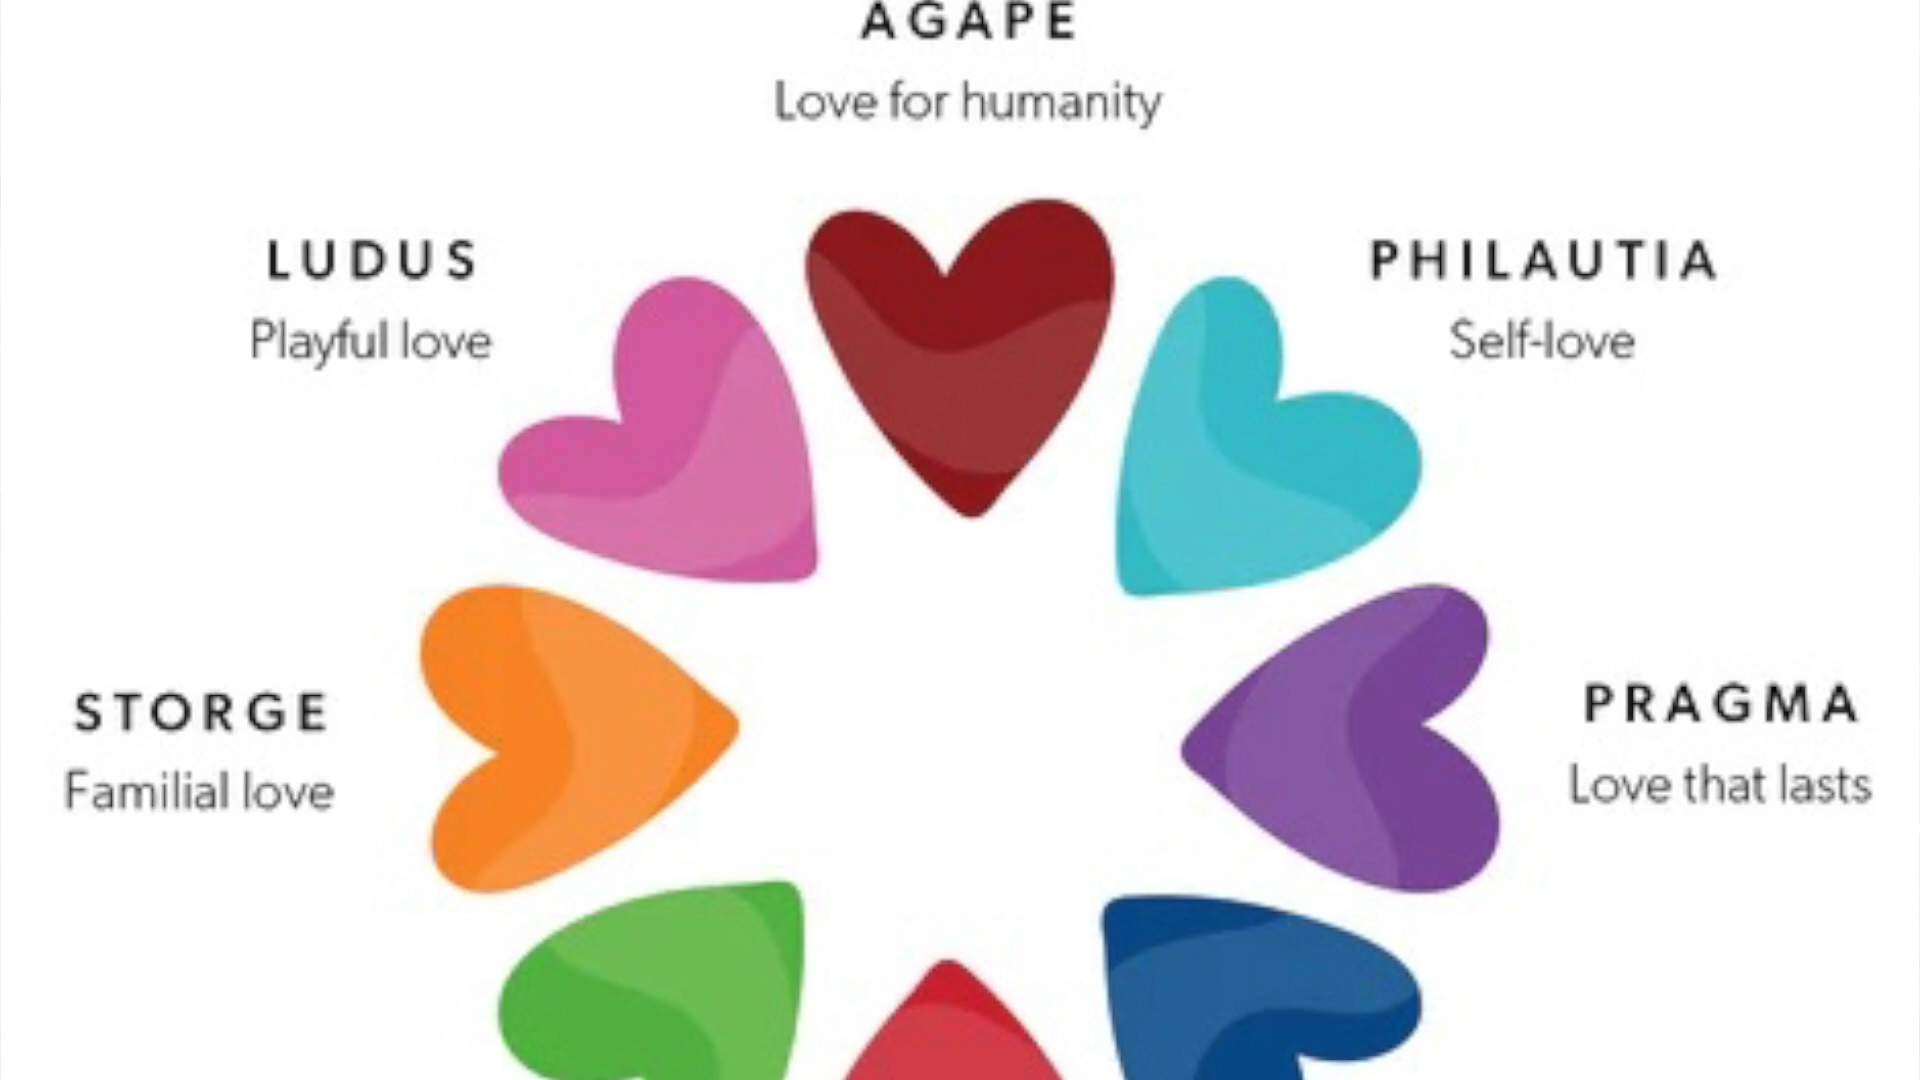 AGAPE
Love for humanity
LUDUS
Playful love
PHILAUTIA
Self-love
STORGE
Familial love
PRAGMA
Love that lasts